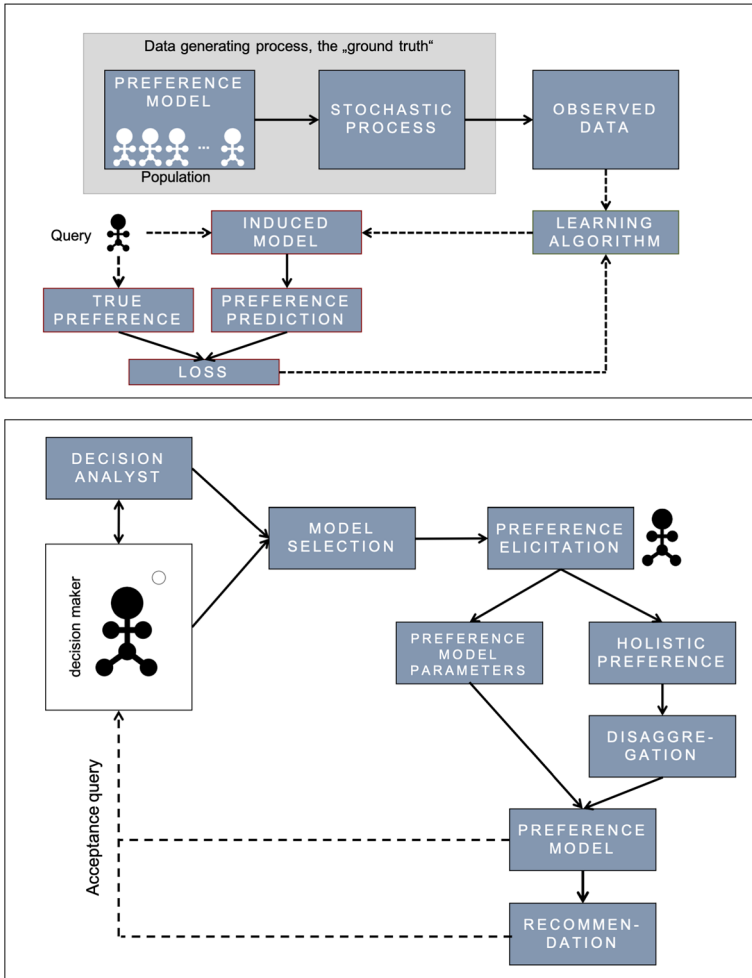 Data generating process, the „ground truth“
PREFERENCE
MODEL
...
Population
STOCHASTIC
PROCESS
OBSERVED
DATA
Query
INDUCED
MODEL
LEARNING
ALGORITHM
TRUE
PREFERENCE
PREFERENCE
PREDICTION
LOSS
DECISION
ANALYST
decision maker
MODEL
SELECTION
PREFERENCE
ELICITATION
PREFERENCE
MODEL
PARAMETERS
HOLISTIC
PREFERENCE
DISAGGRE-
GATION
Acceptance query
PREFERENCE
MODEL
RECOMMEN-
DATION